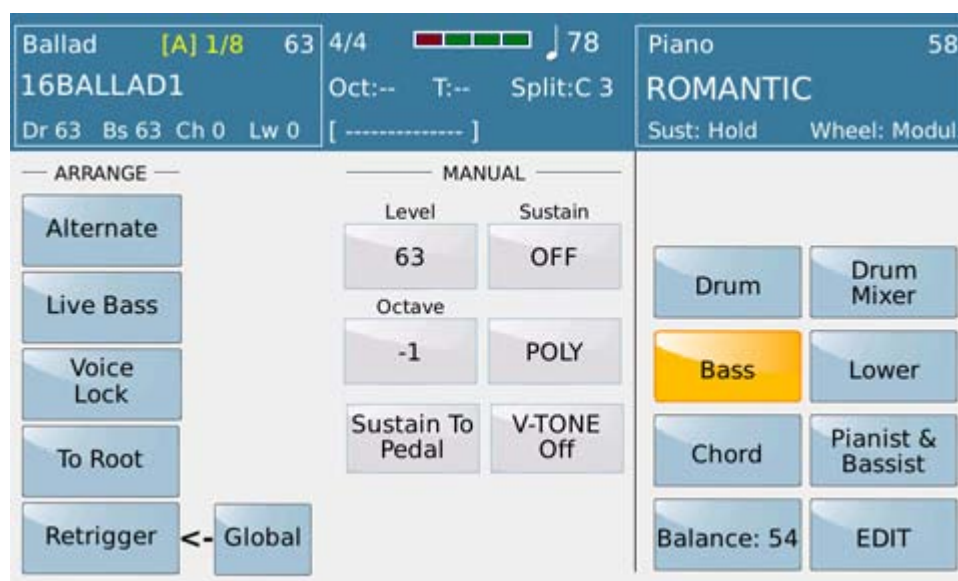 Ballad [A] 1/8 63
16BALLAD1
Dr 63 Bs 63 Ch 0 Lw 0
4/4 78
Oct:-- T:-- Split:C 3
[ -------------- ]
Piano 58
ROMANTIC
Sust: Hold Wheel: Modul
ARRANGE
Alternate
Live Bass
Voice
Lock
To Root
Retrigger <- Global
MANUAL
Level Sustain
63 OFF
Octave
-1 POLY
Sustain To
Pedal
V-TONE
Off
Drum
Drum
Mixer
Bass
Lower
Chord
Pianist &
Bassist
Balance: 54
EDIT